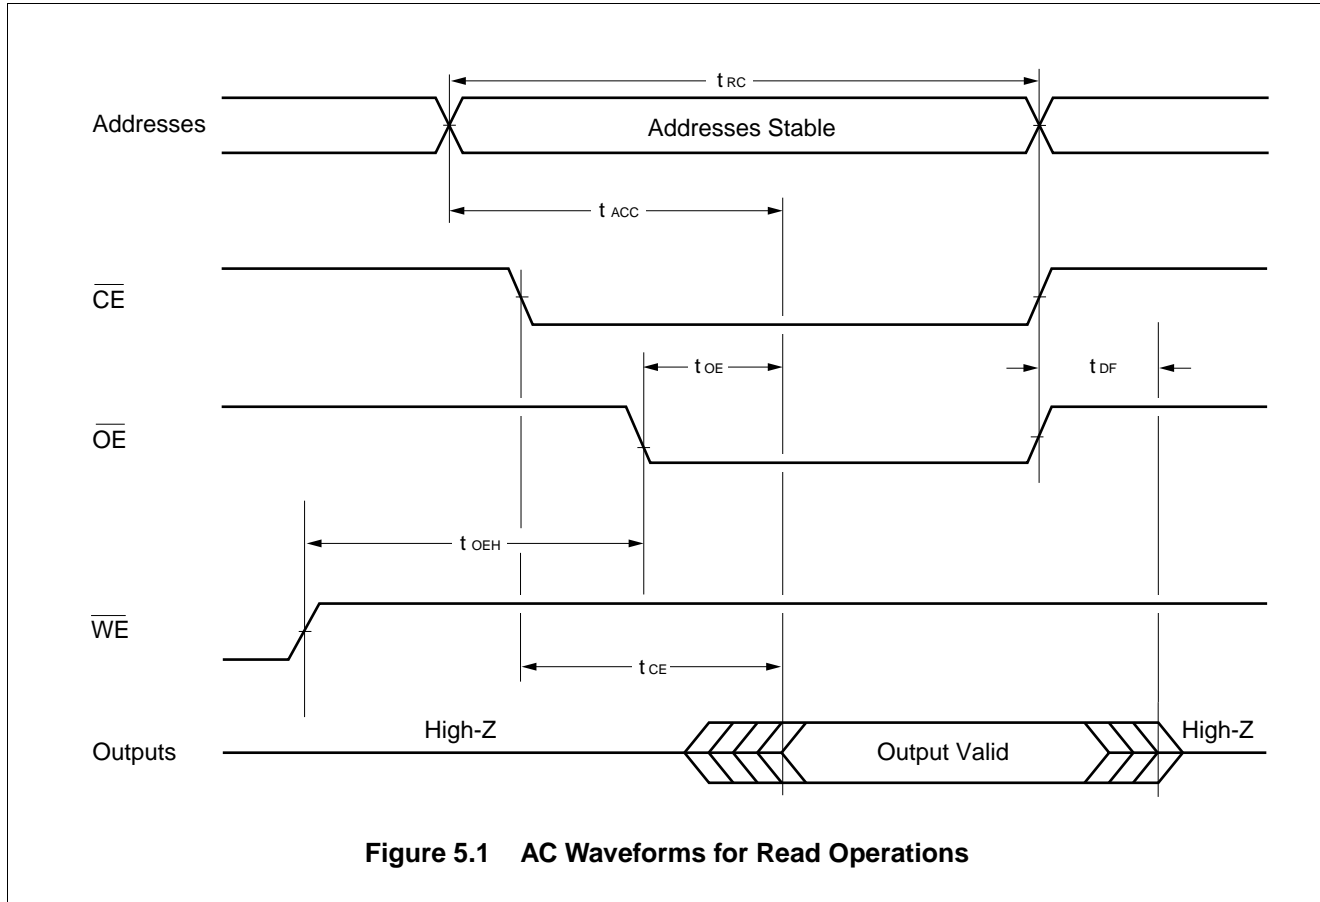 t RC
Addresses
Addresses Stable
t ACC
CE
t OE
t DF
OE
t OEH
WE
t CE
High-Z
High-Z
Outputs
Output Valid
Figure 5.1 AC Waveforms for Read Operations